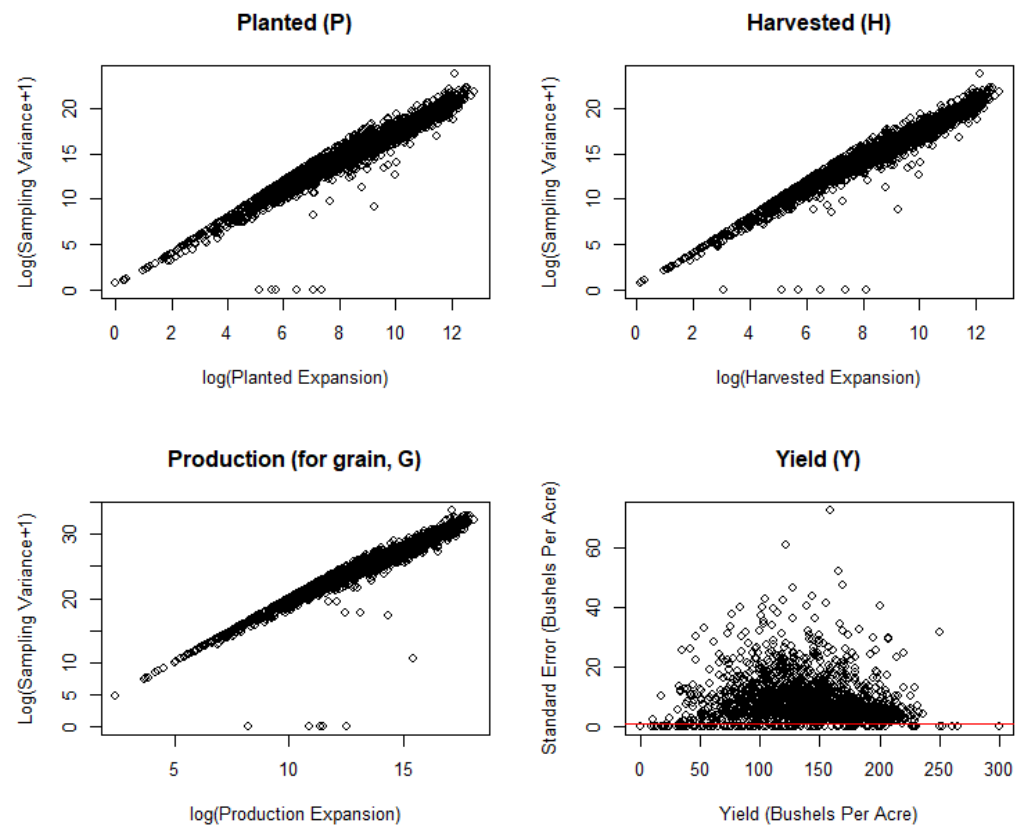 Planted (P)
Log(Sampling Variance+1)
20
15
10
5
0
0 2 4 6 8 10 12
log(Planted Expansion)
Harvested (H)
Log(Sampling Variance+1)
20
15
10
5
0
0 2 4 6 8 10 12
log(Harvested Expansion)
Production (for grain, G)
Log(Sampling Variance+1)
30
20
10
5
0
5 10 15
log(Production Expansion)
Yield (Y)
Standard Error (Bushels Per Acre)
60
40
20
0
0 50 100 150 200 250 300
Yield (Bushels Per Acre)